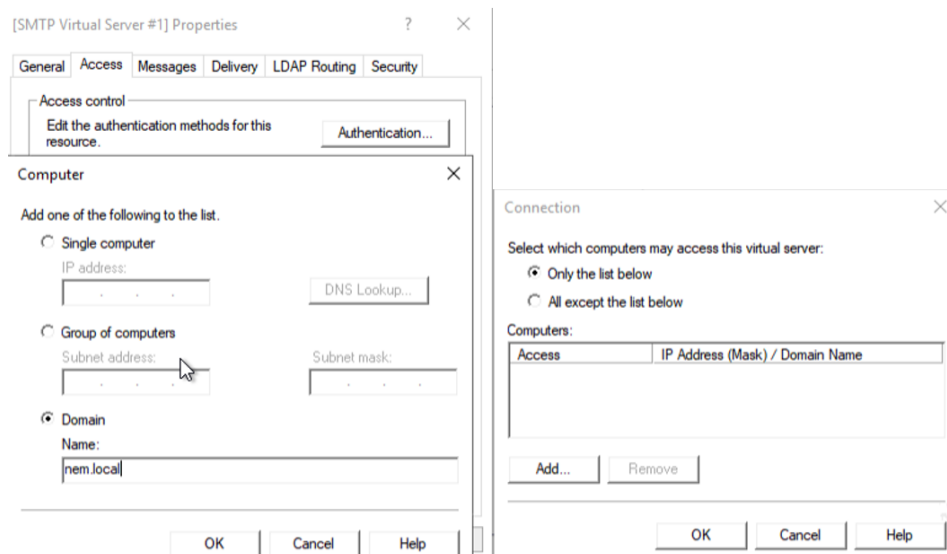 [SMTP Virtual Server #1] Properties
?
General Access Messages Delivery LDAP Routing Security
Access control
Edit the authentication methods for this
resource.
Authentication...
Computer
Add one of the following to the list.
Single computer
IP address:
DNS Lookup...
Group of computers
Subnet address: Subnet mask:
Domain
Name:
nem.local
OK Cancel Help
Connection
Select which computers may access this virtual server:
Only the list below
All except the list below
Computers:
Access IP Address (Mask) / Domain Name
Add... Remove
OK Cancel Help